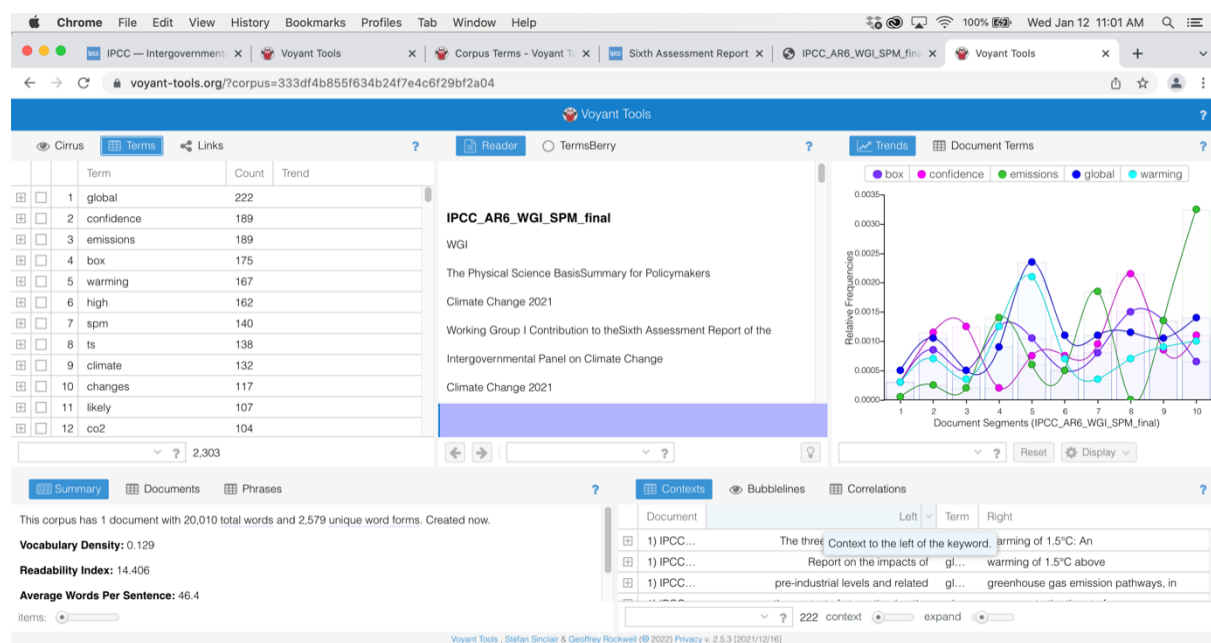 Chrome File Edit View History Bookmarks Profiles Tab Window Help 100% Wed Jan 12 11:01 AM
IPCC — Intergovernment Voyant Tools Corpus Terms - Voyant T Sixth Assessment Report IPCC_AR6_WGI_SPM_fina Voyant Tools
voyant-tools.org/?corpus=333df4b855f634b24f7e4c6f29bf2a04
Voyant Tools ?
Cirrus Terms Links ?
Term Count Trend
1 global 222
2 confidence 189
3 emissions 189
4 box 175
5 warming 167
6 high 162
7 spm 140
8 ts 138
9 climate 132
10 changes 117
11 likely 107
12 co2 104
? 2,303
Reader TermsBerry ?
IPCC_AR6_WGI_SPM_final
WGI
The Physical Science BasisSummary for Policymakers
Climate Change 2021
Working Group I Contribution to theSixth Assessment Report of the
Intergovernmental Panel on Climate Change
Climate Change 2021
?
Trends Document Terms ?
box confidence emissions global warming
0.0035
0.0030
0.0025
0.0020
0.0015
0.0010
0.0005
0.0000
Relative Frequencies
1 2 3 4 5 6 7 8 9 10
Document Segments (IPCC_AR6_WGI_SPM_final)
? Reset Display
Summary Documents Phrases ?
This corpus has 1 document with 20,010 total words and 2,579 unique word forms. Created now.
Vocabulary Density: 0.129
Readability Index: 14.406
Average Words Per Sentence: 46.4
items:
Contexts Bubblelines Correlations ?
Document Left Term Right
1) IPCC... The three Context to the left of the keyword. arming of 1.5°C: An
1) IPCC... Report on the impacts of gl... warming of 1.5°C above
1) IPCC... pre-industrial levels and related gl... greenhouse gas emission pathways, in
? 222 context expand
Voyant Tools , Stéfan Sinclair & Geoffrey Rockwell (© 2022) Privacy v. 2.5.3 [2021/12/16]